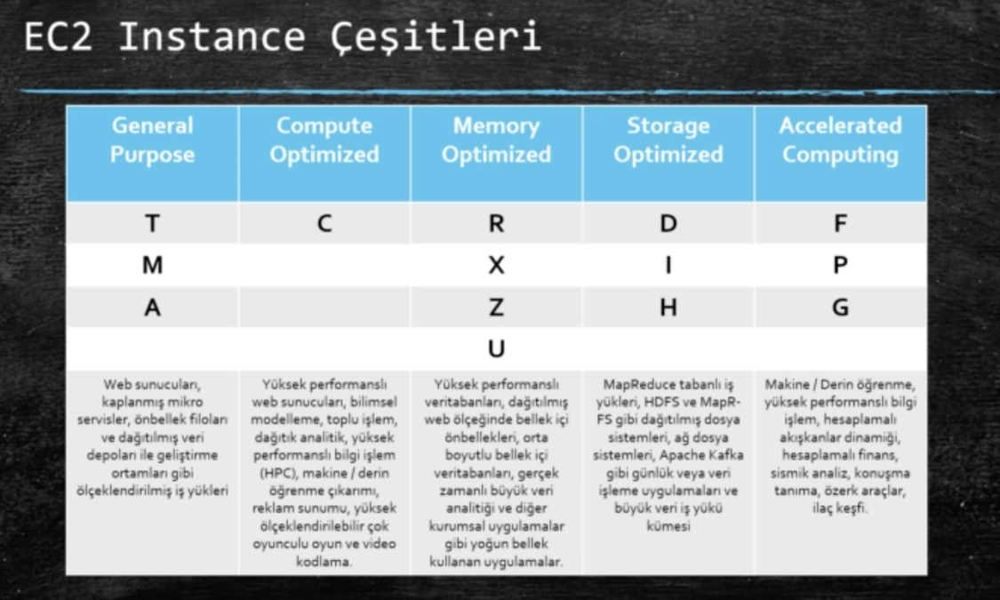 EC2 Instance Çeşitleri
General
Purpose
Compute
Optimized
Memory
Optimized
Storage
Optimized
Accelerated
Computing
T
C
R
D
F
M
X
I
P
A
Z
H
G
U
Web sunucuları,
kaplanmış mikro
servisler, önbellek filoları
ve dağıtılmış veri
depoları ile geliştirme
ortamları gibi
ölçeklendirilmiş iş yükleri
Yüksek performanslı
web sunucuları, bilimsel
modelleme, toplu işlem,
dağıtık analitik, yüksek
performanslı bilgi işlem
(HPC), makine / derin
öğrenme çıkarımı,
reklam sunumu, yüksek
ölçeklendirilebilir çok
oyunculu oyun ve video
kodlama.
Yüksek performanslı
veritabanları, dağıtılmış
web ölçeğinde bellek içi
önbellekleri, orta
boyutlu bellek içi
veritabanları, gerçek
zamanlı büyük veri
analitiği ve diğer
kurumsal uygulamalar
gibi yoğun bellek
kullanan uygulamalar.
MapReduce tabanlı iş
yükleri, HDFS ve MapR-
FS gibi dağıtılmış dosya
sistemleri, ağ dosya
sistemleri, Apache Kafka
gibi günlük veya veri
işleme uygulamaları ve
büyük veri iş yükü
kümesi
Makine / Derin öğrenme,
yüksek performanslı bilgi
işlem, hesaplamalı
akışkanlar dinamiği,
hesaplamalı finans,
sismik analiz, konuşma
tanıma, özerk araçlar,
ilaç keşfi.